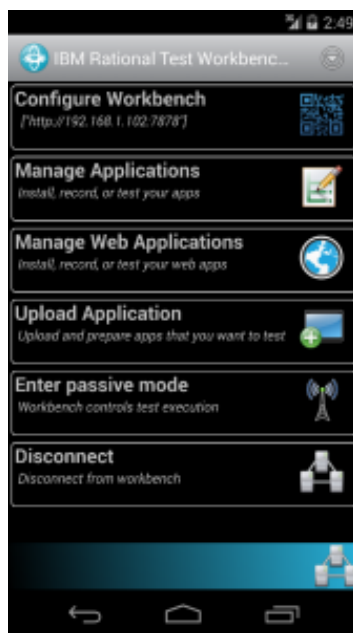 2:49
IBM Rational Test Workbenc...
Configure Workbench
["http://192.168.1.102:7878"]
Manage Applications
Install, record, or test your apps
Manage Web Applications
Install, record, or test your web apps
Upload Application
Upload and prepare apps that you want to test
Enter passive mode
Workbench controls test execution
Disconnect
Disconnect from workbench